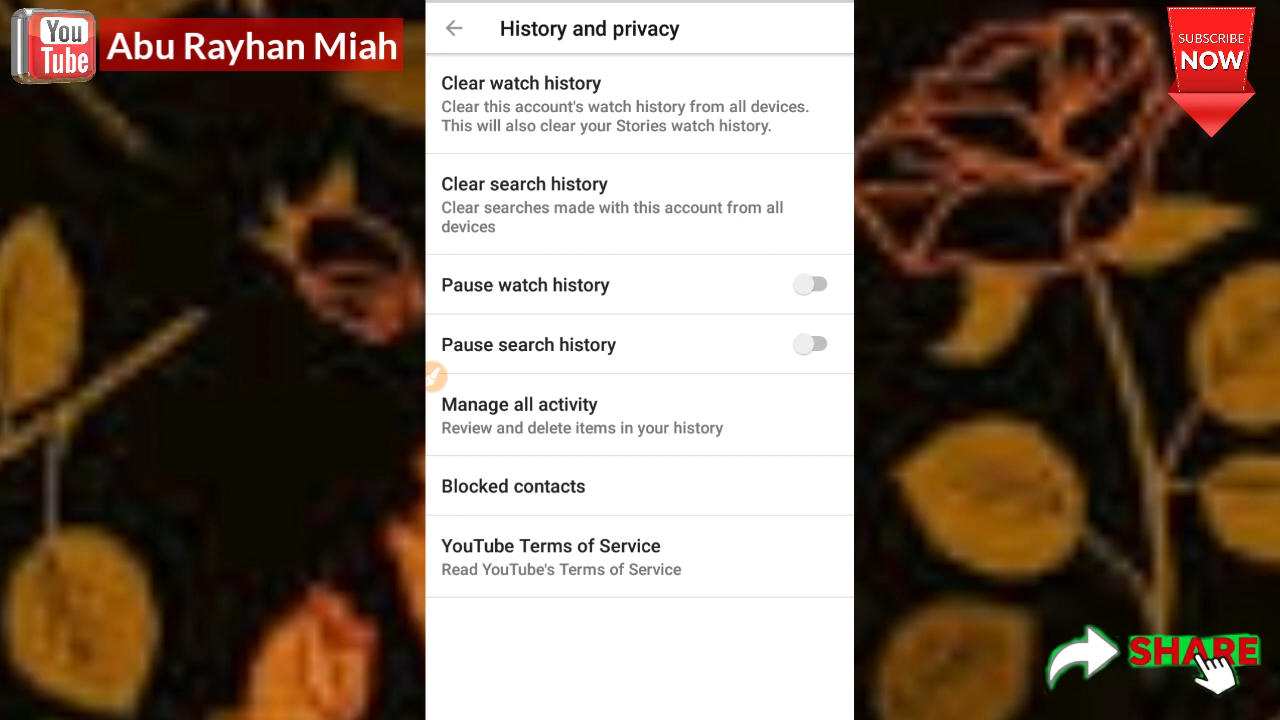 You
Tube
Abu Rayhan Miah
History and privacy
SUBSCRIBE
NOW
Clear watch history
Clear this account's watch history from all devices.
This will also clear your Stories watch history.
Clear search history
Clear searches made with this account from all
devices
Pause watch history
Pause search history
Manage all activity
Review and delete items in your history
Blocked contacts
YouTube Terms of Service
Read YouTube's Terms of Service
SHARE